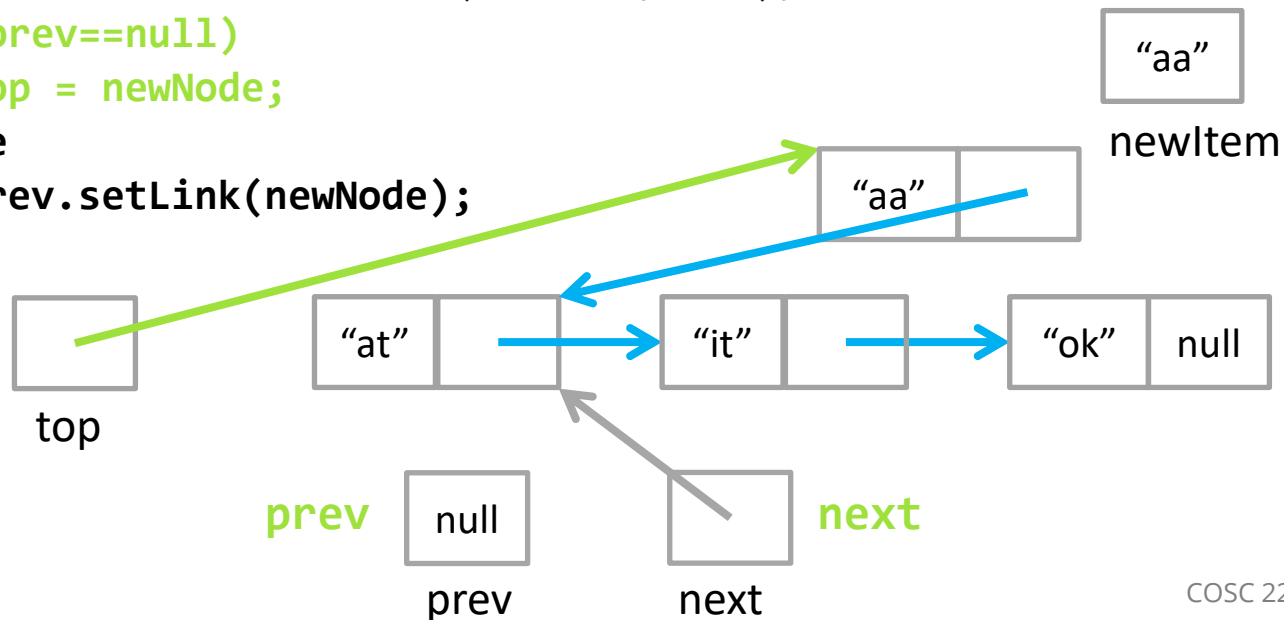 prev==null)
op = newNode;
e
rev.setLink(newNode);
“aa”
newItem
“aa”
“at”
“it”
“ok”
null
top
prev
null
next
prev
next
COSC 22